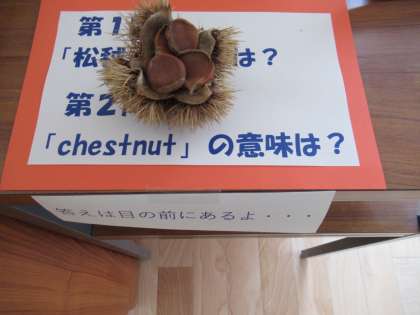 第1
「松毬 は？
第2
「chestnut」の意味は？
答えは目の前にあるよ・・・